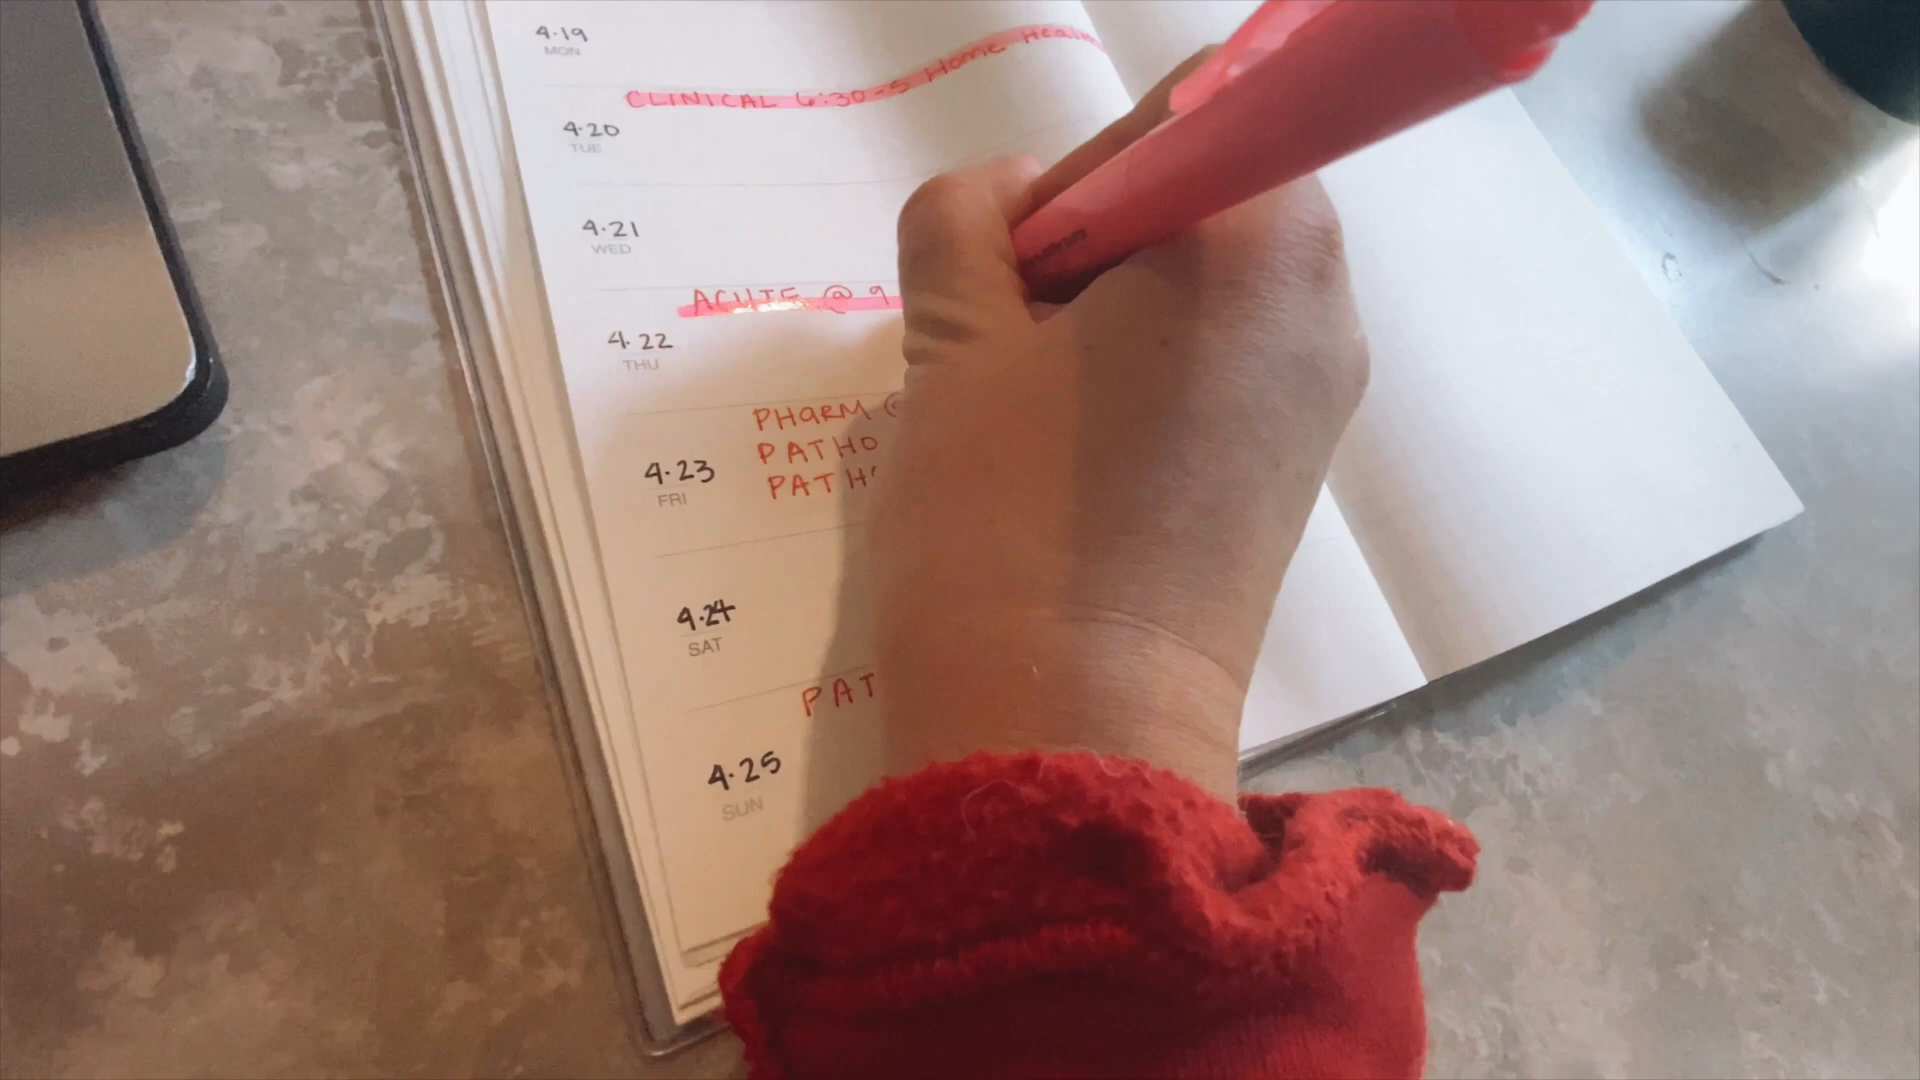 4.19
MON
CLINICAL 6:30-5 Home Health
4.20
TUE
4.21
WED
ACUTE @ 9
4.22
THU
PHARM @
PATHO
4.23
FRI
4.24
SAT
4.25
SUN